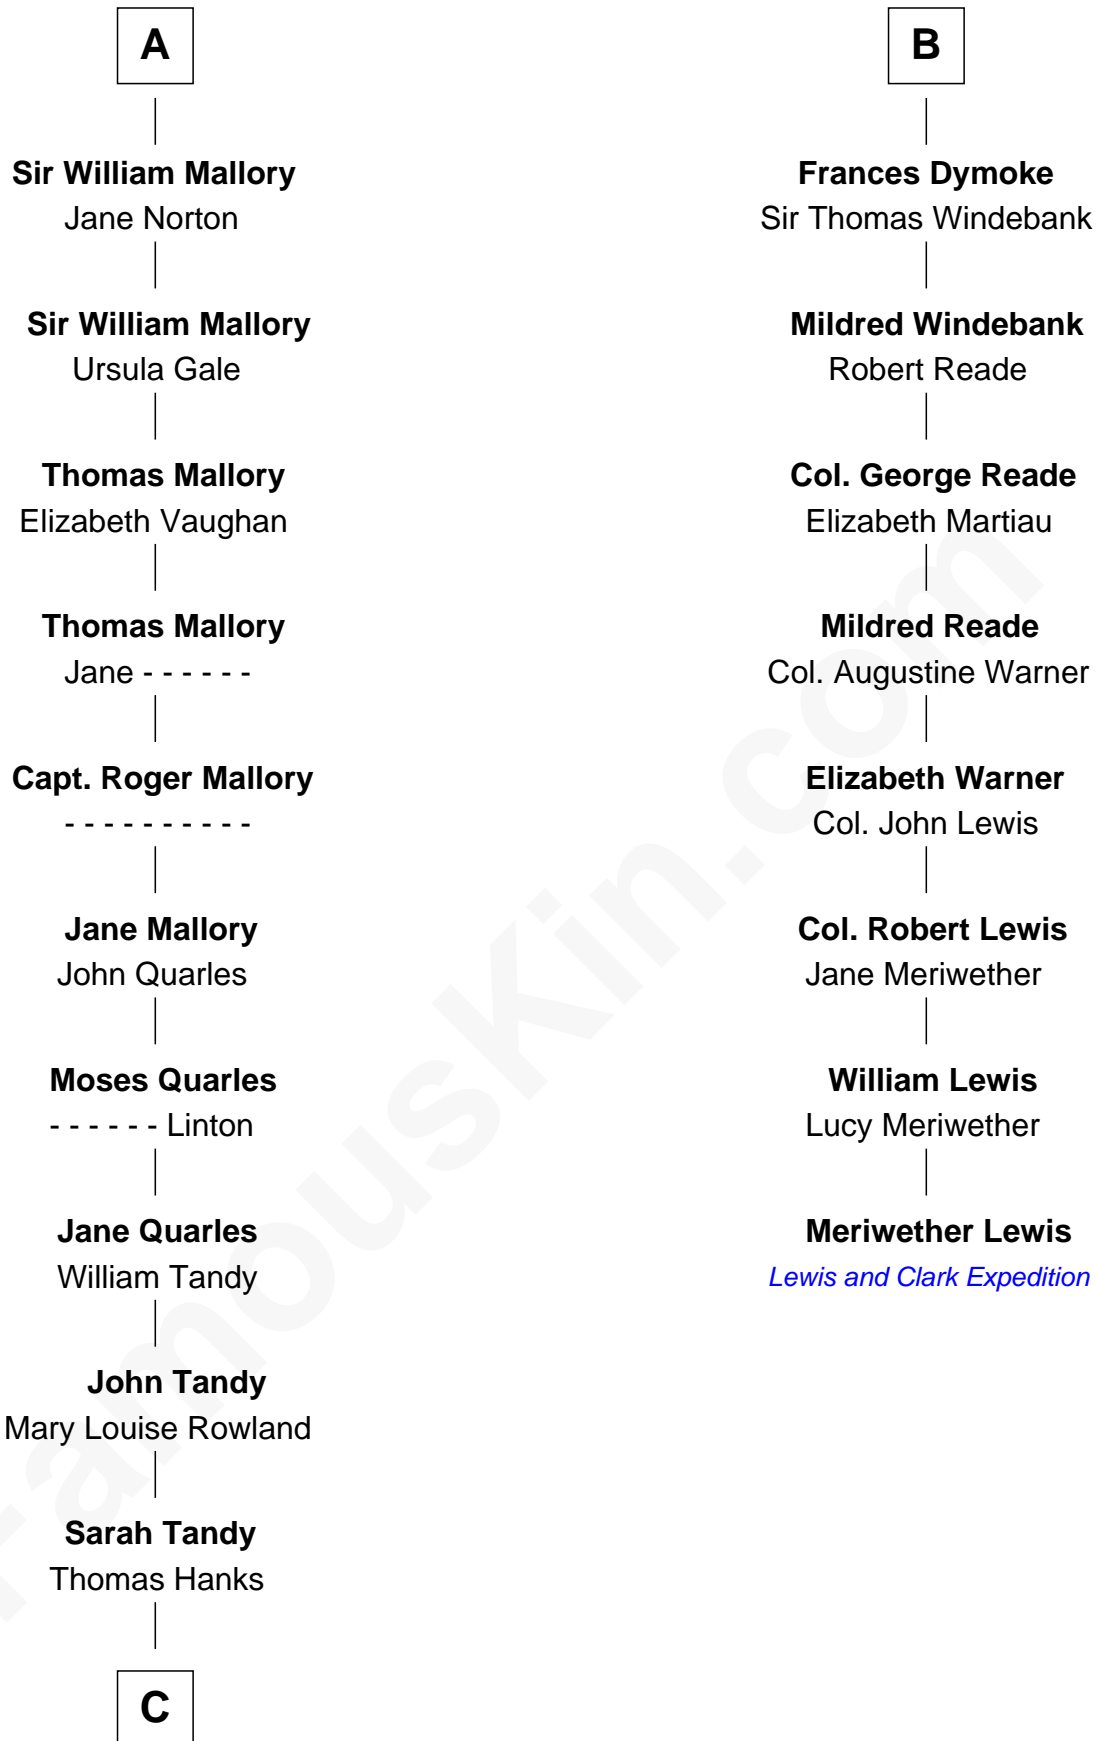 A
Sir William Mallory
Jane Norton
Sir William Mallory
Ursula Gale
Thomas Mallory
Elizabeth Vaughan
Thomas Mallory
Jane - - - - - -
Capt. Roger Mallory
- - - - - - - - - -
Jane Mallory
John Quarles
Moses Quarles
- - - - - - Linton
Jane Quarles
William Tandy
John Tandy
Mary Louise Rowland
Sarah Tandy
Thomas Hanks
C
B
Frances Dymoke
Sir Thomas Windebank
Mildred Windebank
Robert Reade
Col. George Reade
Elizabeth Martiau
Mildred Reade
Col. Augustine Warner
Elizabeth Warner
Col. John Lewis
Col. Robert Lewis
Jane Meriwether
William Lewis
Lucy Meriwether
Meriwether Lewis
Lewis and Clark Expedition
FamousKin.com